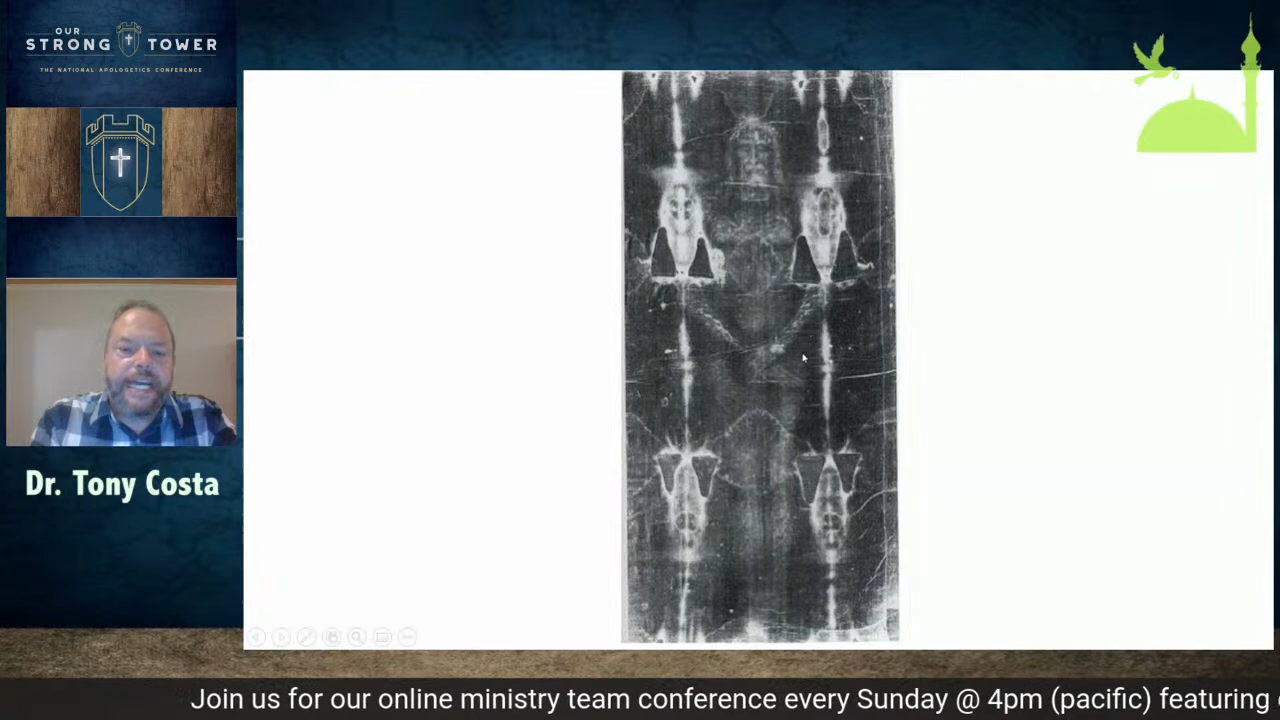 OUR
STRONG TOWER
THE NATIONAL APOLOGETICS CONFERENCE
Dr. Tony Costa
Join us for our online ministry team conference every Sunday @ 4pm (pacific) featuring